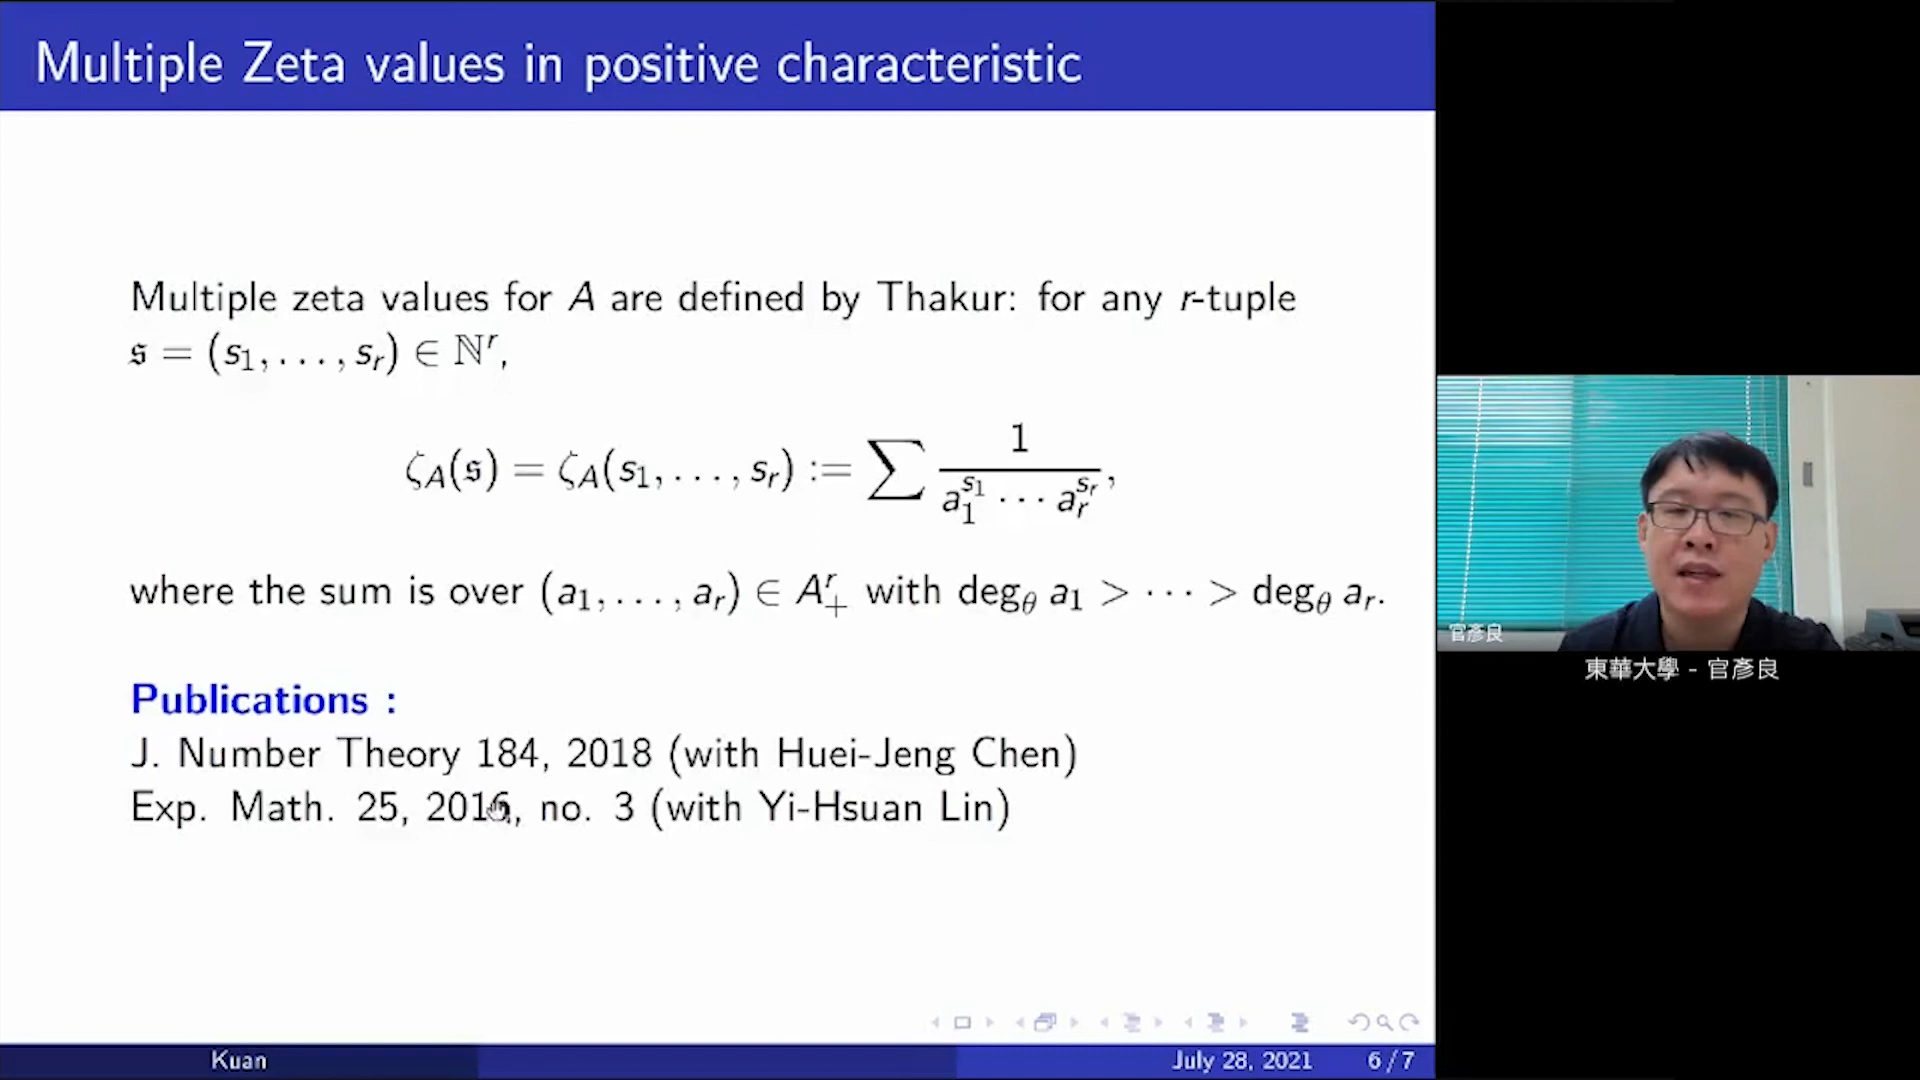 Multiple Zeta values in positive characteristic
Multiple zeta values for A are defined by Thakur: for any r-tuple
𝔰 = (s₁, . . . , sᵣ) ∈ ℕʳ,
ζ_A(𝔰) = ζ_A(s₁, . . . , sᵣ) := ∑ 1 / (a₁^{s₁} · · · aᵣ^{sᵣ}),
where the sum is over (a₁, . . . , aᵣ) ∈ A₊ʳ with deg_θ a₁ > · · · > deg_θ aᵣ.
Publications :
J. Number Theory 184, 2018 (with Huei-Jeng Chen)
Exp. Math. 25, 2016, no. 3 (with Yi-Hsuan Lin)
Kuan
July 28, 2021
6 / 7
官彥良
東華大學 - 官彥良